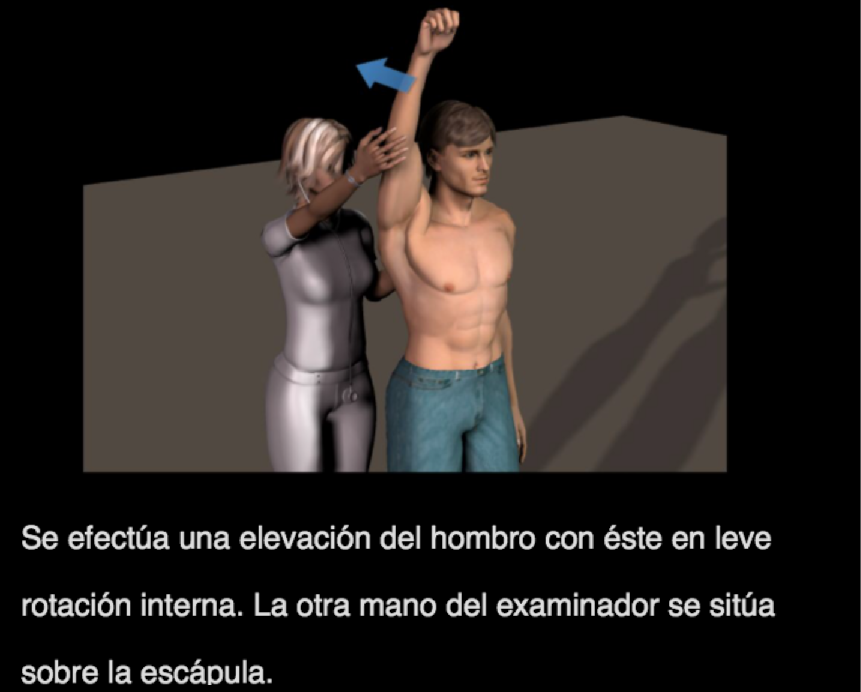 Se efectúa una elevación del hombro con éste en leve
rotación interna. La otra mano del examinador se sitúa
sobre la escápula.